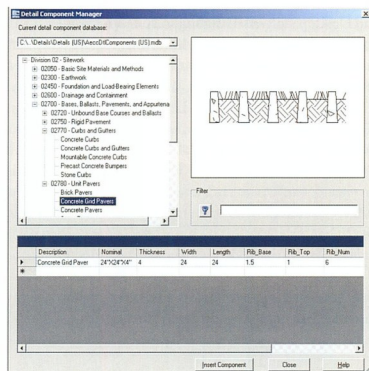 Detail Component Manager
Current detail component database:
C:\..\Details\Details (US)\AecDtlComponents (US).mdb
Division 02 - Sitework
02050 - Basic Site Materials and Methods
02300 - Earthwork
02450 - Foundation and Load-Bearing Elements
02600 - Drainage and Containment
02700 - Bases, Ballasts, Pavements, and Appurtena
02720 - Unbound Base Courses and Ballasts
02750 - Rigid Pavement
02770 - Curbs and Gutters
Concrete Curbs
Concrete Curbs and Gutters
Mountable Concrete Curbs
Precast Concrete Bumpers
Stone Curbs
02780 - Unit Pavers
Brick Pavers
Concrete Grid Pavers
Concrete Pavers
Filter
?
Description Nominal Thickness Width Length Rib_Base Rib_Top Rib_Num
Concrete Grid Paver 24"X24"X4" 4 24 24 1.5 1 6
Insert Component Close Help